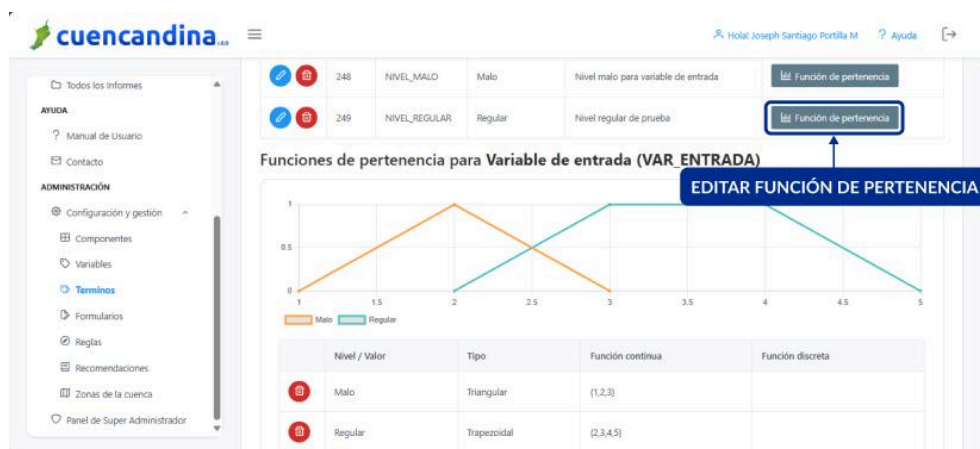 cuencandina
Hola! Joseph Santiago Portilla M
Ayuda
Todos los Informes
AYUDA
Manual de Usuario
Contacto
ADMINISTRACIÓN
Configuración y gestión
Componentes
Variables
Terminos
Formularios
Reglas
Recomendaciones
Zonas de la cuenca
Panel de Super Administrador
248 NIVEL_MALO Malo Nivel malo para variable de entrada Función de pertenencia
249 NIVEL_REGULAR Regular Nivel regular de prueba Función de pertenencia
EDITAR FUNCIÓN DE PERTENENCIA
Funciones de pertenencia para Variable de entrada (VAR_ENTRADA)
1
0.5
0
1 1.5 2 2.5 3 3.5 4 4.5 5
Malo Regular
Nivel / Valor Tipo Función continua Función discreta
Malo Triangular (1,2,3)
Regular Trapezoidal (2,3,4,5)